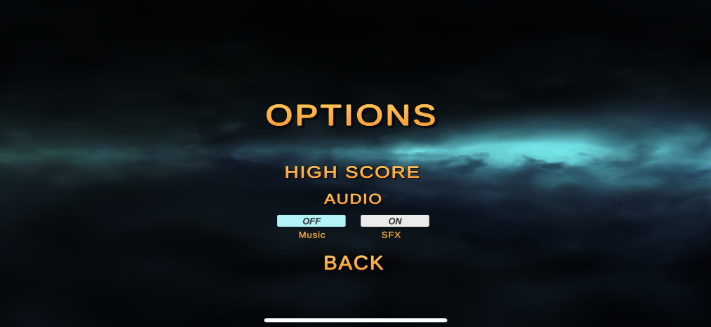 OPTIONS
HIGH SCORE
AUDIO
OFF ON
Music SFX
BACK